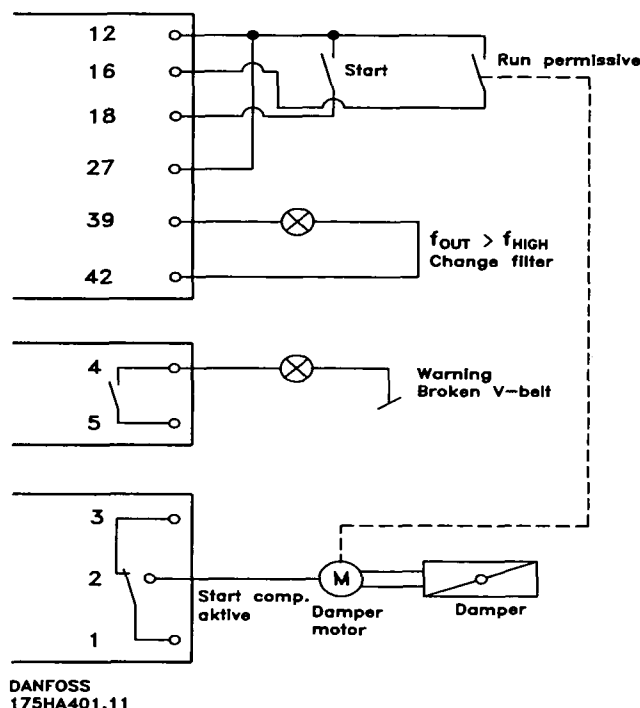 12
16
18
27
39
42
Start
Run permissive
fOUT > fHIGH
Change filter
4
5
Warning
Broken V-belt
3
2
1
Start comp.
aktive
M
Damper
motor
Damper
DANFOSS
175HA401.11